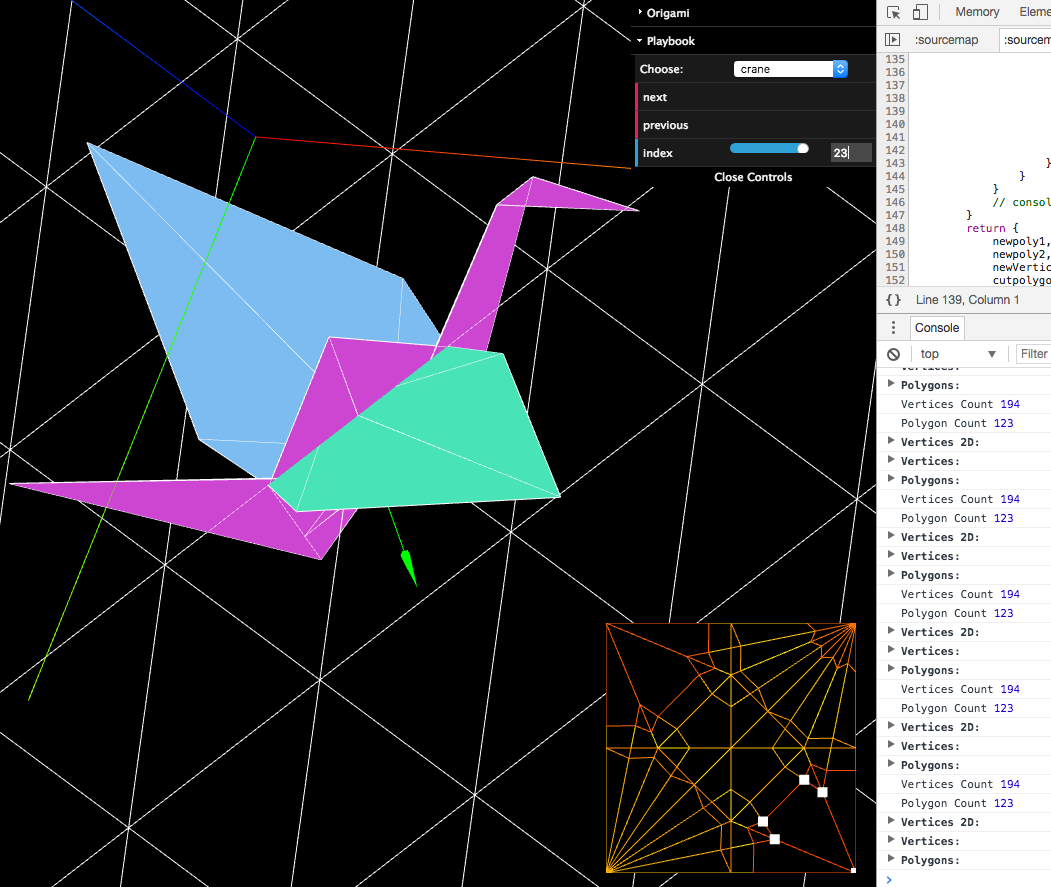 Origami
Playbook
Choose: crane
next
previous
index 23
Close Controls
Memory Eleme
:sourcemap :sourcem
135
136
137
138
139
140
141
142
143 }
144 }
145 }
146 // consol
147 }
148 return {
149 newpoly1,
150 newpoly2,
151 newVertic
152 cutpolygo
{} Line 139, Column 1
Console
top Filter
Vertices:
Polygons:
Vertices Count 194
Polygon Count 123
Vertices 2D:
Vertices:
Polygons:
Vertices Count 194
Polygon Count 123
Vertices 2D:
Vertices:
Polygons:
Vertices Count 194
Polygon Count 123
Vertices 2D:
Vertices:
Polygons:
Vertices Count 194
Polygon Count 123
Vertices 2D:
Vertices:
Polygons:
Vertices Count 194
Polygon Count 123
Vertices 2D:
Vertices:
Polygons: